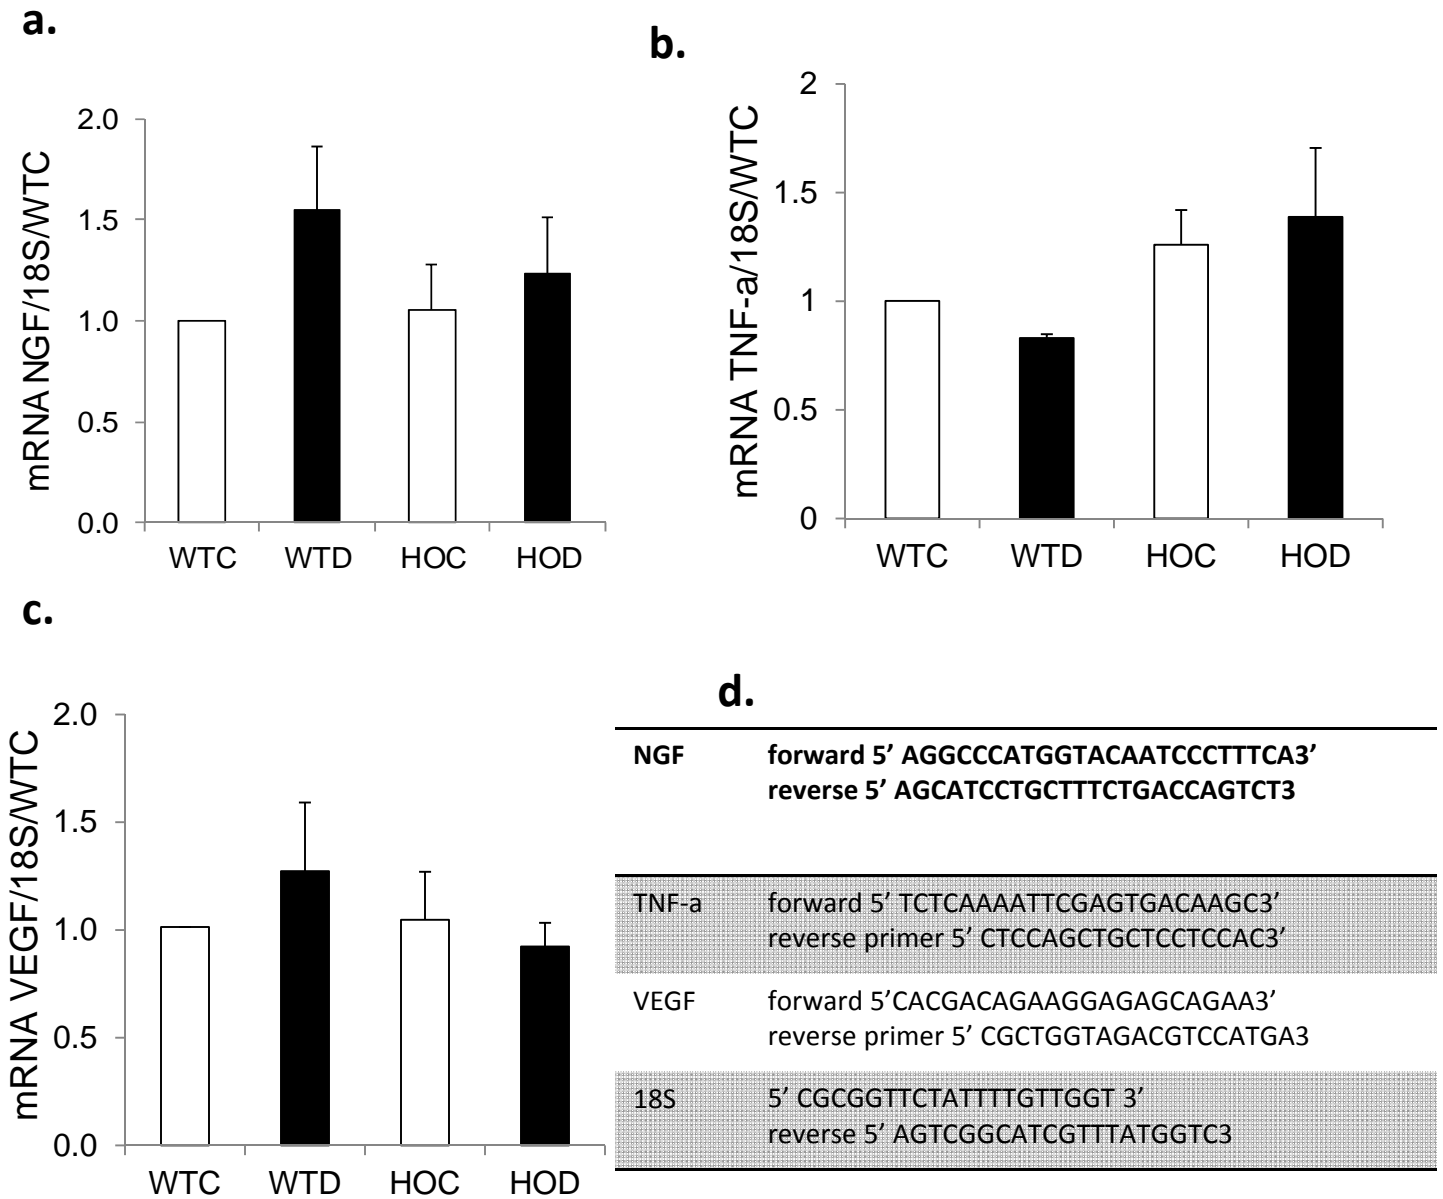 a.
mRNA NGF/18S/WTC
2.0
1.5
1.0
0.5
0.0
WTC WTD HOC HOD
b.
mRNA TNF-a/18S/WTC
2
1.5
1
0.5
0
WTC WTD HOC HOD
c.
mRNA VEGF/18S/WTC
2.0
1.5
1.0
0.5
0.0
WTC WTD HOC HOD
d.
NGF forward 5’ AGGCCCATGGTACAATCCCTTTCA3’
reverse 5’ AGCATCCTGCTTTCTGACCAGTCT3
TNF-a forward 5’ TCTCAAAATTCGAGTGACAAGC3’
reverse primer 5’ CTCCAGCTGCTCCTCCAC3’
VEGF forward 5’CACGACAGAAGGAGAGCAGAA3’
reverse primer 5’ CGCTGGTAGACGTCCATGA3
18S 5’ CGCGGTTCTATTTTGTTGGT 3’
reverse 5’ AGTCGGCATCGTTTATGGTC3